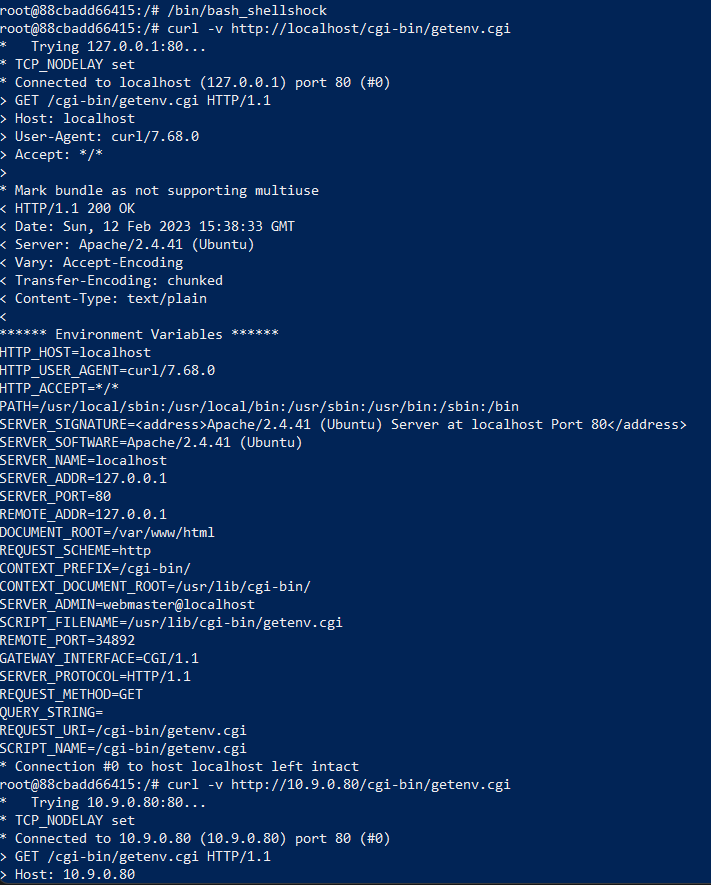 root@88cbadd66415:/# /bin/bash_shellshock
root@88cbadd66415:/# curl -v http://localhost/cgi-bin/getenv.cgi
*   Trying 127.0.0.1:80...
* TCP_NODELAY set
* Connected to localhost (127.0.0.1) port 80 (#0)
> GET /cgi-bin/getenv.cgi HTTP/1.1
> Host: localhost
> User-Agent: curl/7.68.0
> Accept: */*
>
* Mark bundle as not supporting multiuse
< HTTP/1.1 200 OK
< Date: Sun, 12 Feb 2023 15:38:33 GMT
< Server: Apache/2.4.41 (Ubuntu)
< Vary: Accept-Encoding
< Transfer-Encoding: chunked
< Content-Type: text/plain
<
****** Environment Variables ******
HTTP_HOST=localhost
HTTP_USER_AGENT=curl/7.68.0
HTTP_ACCEPT=*/*
PATH=/usr/local/sbin:/usr/local/bin:/usr/sbin:/usr/bin:/sbin:/bin
SERVER_SIGNATURE=<address>Apache/2.4.41 (Ubuntu) Server at localhost Port 80</address>
SERVER_SOFTWARE=Apache/2.4.41 (Ubuntu)
SERVER_NAME=localhost
SERVER_ADDR=127.0.0.1
SERVER_PORT=80
REMOTE_ADDR=127.0.0.1
DOCUMENT_ROOT=/var/www/html
REQUEST_SCHEME=http
CONTEXT_PREFIX=/cgi-bin/
CONTEXT_DOCUMENT_ROOT=/usr/lib/cgi-bin/
SERVER_ADMIN=webmaster@localhost
SCRIPT_FILENAME=/usr/lib/cgi-bin/getenv.cgi
REMOTE_PORT=34892
GATEWAY_INTERFACE=CGI/1.1
SERVER_PROTOCOL=HTTP/1.1
REQUEST_METHOD=GET
QUERY_STRING=
REQUEST_URI=/cgi-bin/getenv.cgi
SCRIPT_NAME=/cgi-bin/getenv.cgi
* Connection #0 to host localhost left intact
root@88cbadd66415:/# curl -v http://10.9.0.80/cgi-bin/getenv.cgi
*   Trying 10.9.0.80:80...
* TCP_NODELAY set
* Connected to 10.9.0.80 (10.9.0.80) port 80 (#0)
> GET /cgi-bin/getenv.cgi HTTP/1.1
> Host: 10.9.0.80